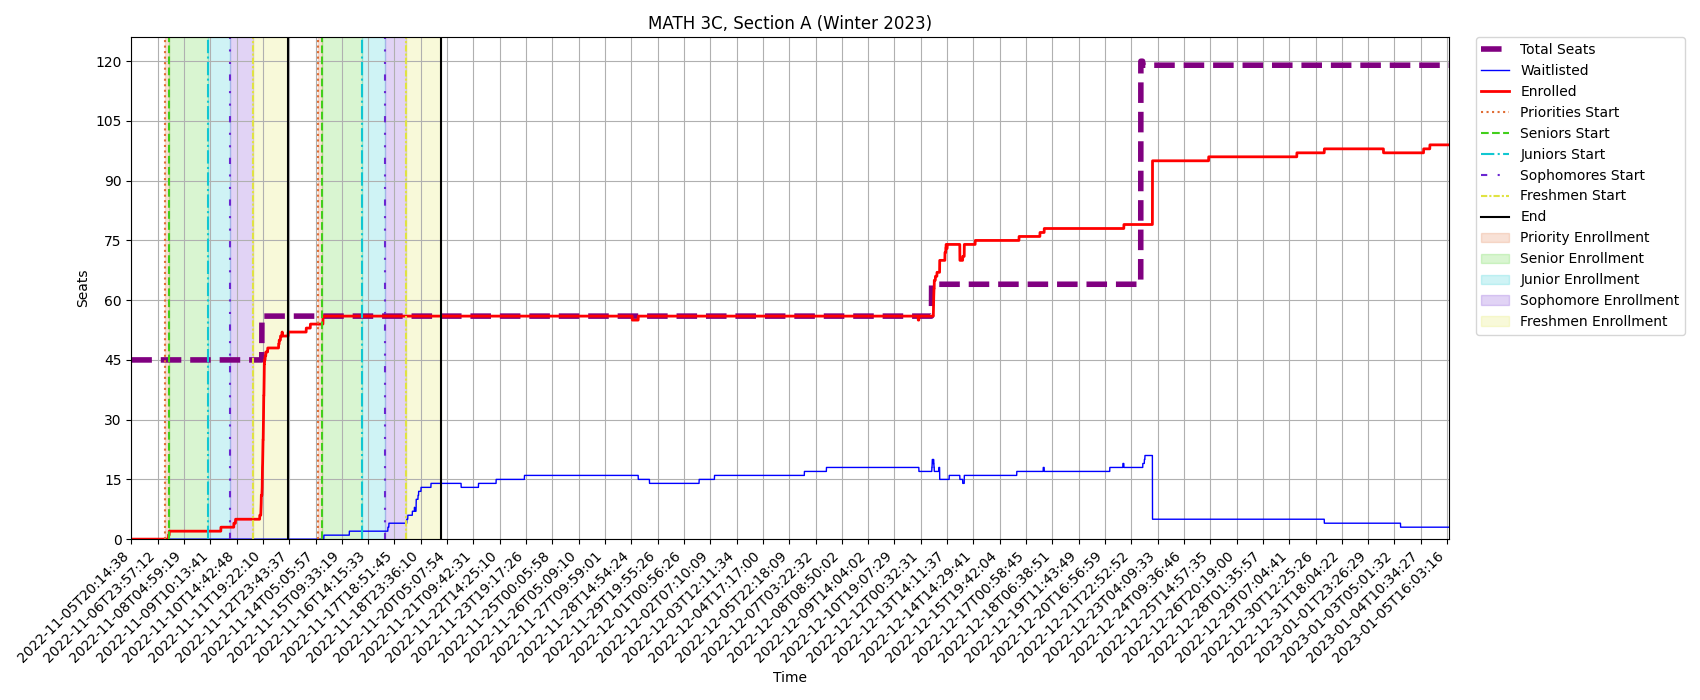 MATH 3C, Section A (Winter 2023)
120
105
90
75
60
45
30
15
0
Seats
2022-11-05T20:14:38
2022-11-06T23:57:12
2022-11-08T04:59:19
2022-11-09T10:13:41
2022-11-10T14:42:48
2022-11-11T19:22:10
2022-11-12T23:43:37
2022-11-14T05:05:57
2022-11-15T09:33:19
2022-11-16T14:15:33
2022-11-17T18:51:45
2022-11-18T23:36:10
2022-11-20T05:07:54
2022-11-21T09:42:31
2022-11-22T14:25:10
2022-11-23T19:17:26
2022-11-25T00:05:58
2022-11-26T05:09:10
2022-11-27T09:59:01
2022-11-28T14:54:24
2022-11-29T19:55:26
2022-12-01T00:56:26
2022-12-02T07:10:09
2022-12-03T12:11:34
2022-12-04T17:17:00
2022-12-05T22:18:09
2022-12-07T03:22:32
2022-12-08T08:50:02
2022-12-09T14:04:02
2022-12-10T19:07:29
2022-12-12T00:32:31
2022-12-13T14:11:37
2022-12-14T14:29:41
2022-12-15T19:42:04
2022-12-17T00:58:45
2022-12-18T06:38:51
2022-12-19T11:43:49
2022-12-20T16:56:59
2022-12-21T22:52:52
2022-12-23T04:09:33
2022-12-24T09:36:46
2022-12-25T14:57:35
2022-12-26T20:19:00
2022-12-28T01:35:57
2022-12-29T07:04:41
2022-12-30T12:25:26
2022-12-31T18:04:22
2023-01-01T23:26:29
2023-01-03T05:01:32
2023-01-04T10:34:27
2023-01-05T16:03:16
Time
Total Seats
Waitlisted
Enrolled
Priorities Start
Seniors Start
Juniors Start
Sophomores Start
Freshmen Start
End
Priority Enrollment
Senior Enrollment
Junior Enrollment
Sophomore Enrollment
Freshmen Enrollment